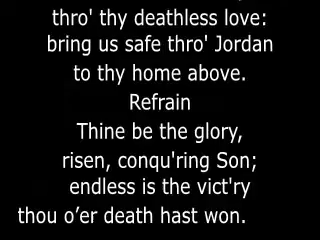 thro' thy deathless love:
bring us safe thro' Jordan
to thy home above.
Refrain
Thine be the glory,
risen, conqu'ring Son;
endless is the vict'ry
thou o’er death hast won.